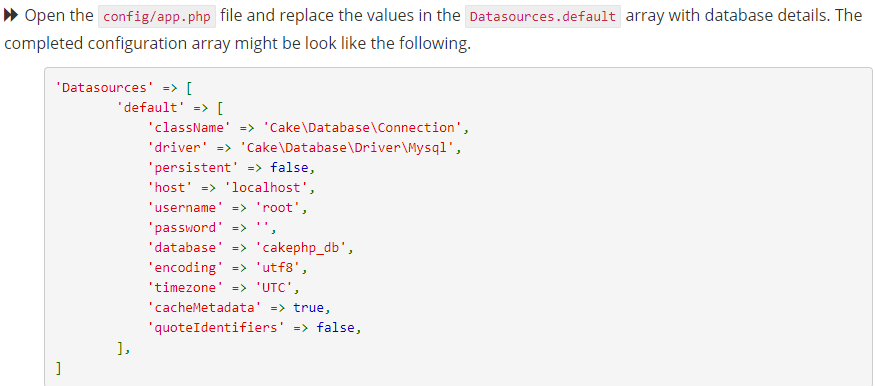 Open the config/app.php file and replace the values in the Datasources.default array with database details. The
completed configuration array might be look like the following.
'Datasources' => [
        'default' => [
            'className' => 'Cake\Database\Connection',
            'driver' => 'Cake\Database\Driver\Mysql',
            'persistent' => false,
            'host' => 'localhost',
            'username' => 'root',
            'password' => '',
            'database' => 'cakephp_db',
            'encoding' => 'utf8',
            'timezone' => 'UTC',
            'cacheMetadata' => true,
            'quoteIdentifiers' => false,
        ],
]